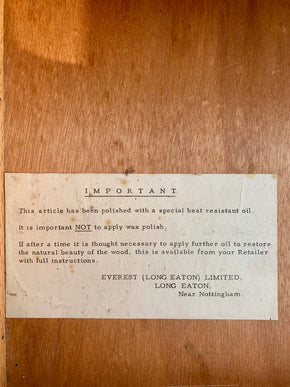 IMPORTANT
This article has been polished with a special heat resistant oil.
It is important NOT to apply wax polish.
If after a time it is thought necessary to apply further oil to restore
the natural beauty of the wood, this is available from your Retailer
with full instructions.
EVEREST (LONG EATON) LIMITED,
LONG EATON,
Near Nottingham.